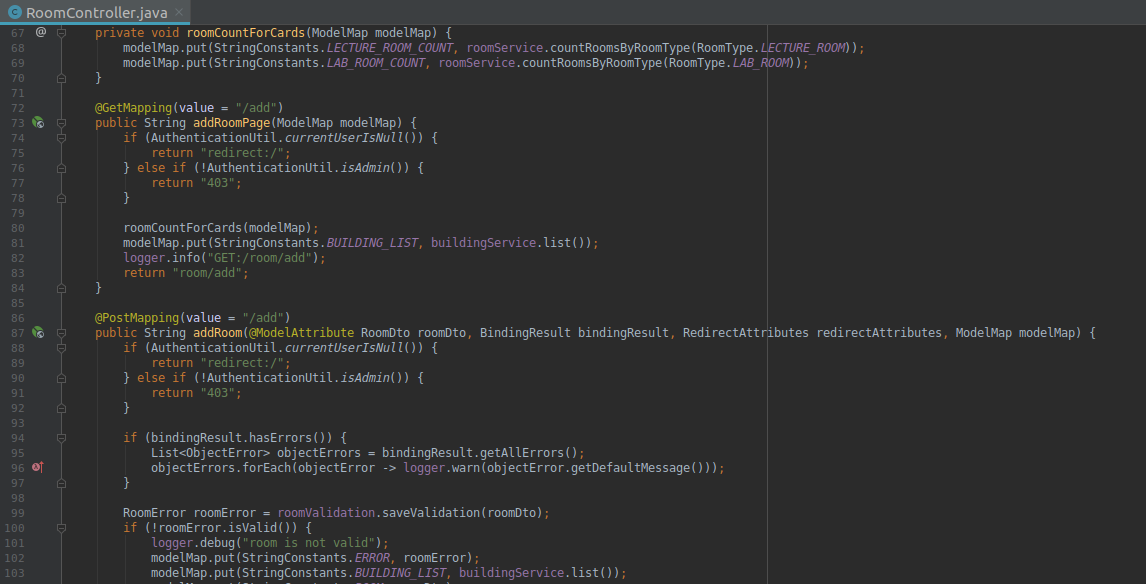 RoomController.java
67 @ private void roomCountForCards(ModelMap modelMap) {
68 modelMap.put(StringConstants.LECTURE_ROOM_COUNT, roomService.countRoomsByRoomType(RoomType.LECTURE_ROOM));
69 modelMap.put(StringConstants.LAB_ROOM_COUNT, roomService.countRoomsByRoomType(RoomType.LAB_ROOM));
70 }
71
72 @GetMapping(value = "/add")
73 public String addRoomPage(ModelMap modelMap) {
74 if (AuthenticationUtil.currentUserIsNull()) {
75 return "redirect:/";
76 } else if (!AuthenticationUtil.isAdmin()) {
77 return "403";
78 }
79
80 roomCountForCards(modelMap);
81 modelMap.put(StringConstants.BUILDING_LIST, buildingService.list());
82 logger.info("GET:/room/add");
83 return "room/add";
84 }
85
86 @PostMapping(value = "/add")
87 public String addRoom(@ModelAttribute RoomDto roomDto, BindingResult bindingResult, RedirectAttributes redirectAttributes, ModelMap modelMap) {
88 if (AuthenticationUtil.currentUserIsNull()) {
89 return "redirect:/";
90 } else if (!AuthenticationUtil.isAdmin()) {
91 return "403";
92 }
93
94 if (bindingResult.hasErrors()) {
95 List<ObjectError> objectErrors = bindingResult.getAllErrors();
96 objectErrors.forEach(objectError -> logger.warn(objectError.getDefaultMessage()));
97 }
98
99 RoomError roomError = roomValidation.saveValidation(roomDto);
100 if (!roomError.isValid()) {
101 logger.debug("room is not valid");
102 modelMap.put(StringConstants.ERROR, roomError);
103 modelMap.put(StringConstants.BUILDING_LIST, buildingService.list());